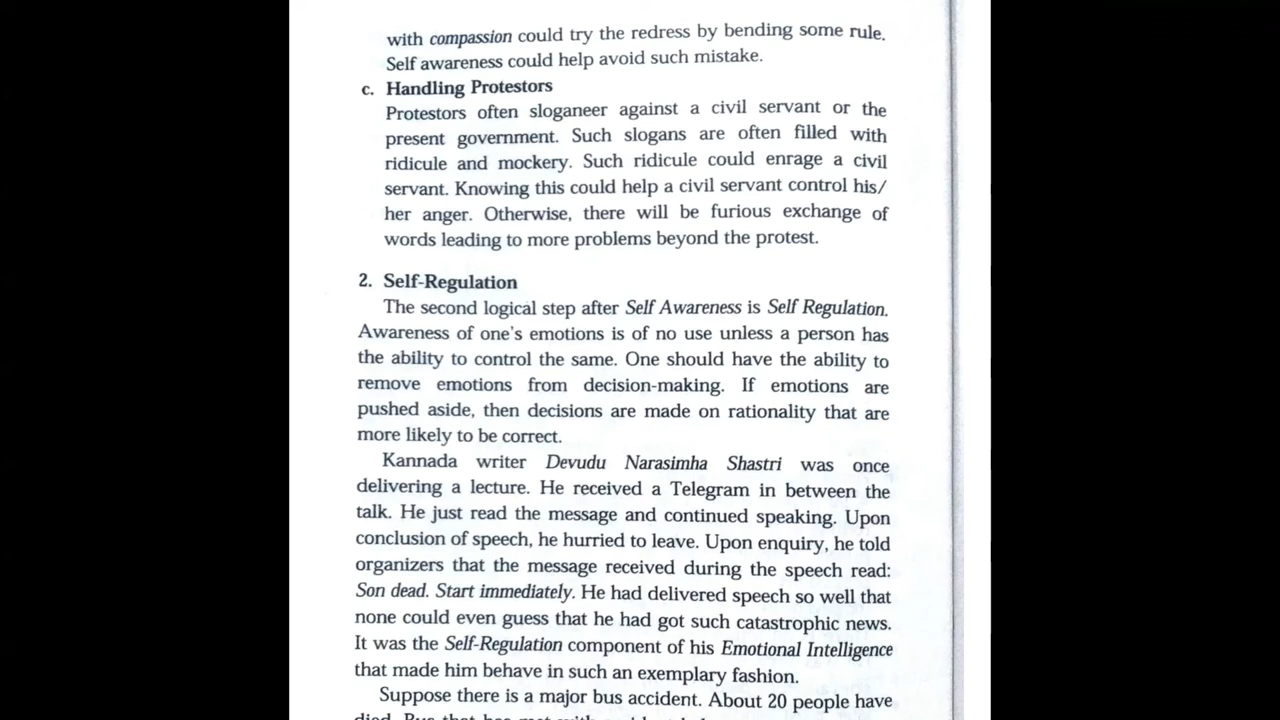 with compassion could try the redress by bending some rule.
Self awareness could help avoid such mistake.
c. Handling Protestors
Protestors often sloganeer against a civil servant or the
present government. Such slogans are often filled with
ridicule and mockery. Such ridicule could enrage a civil
servant. Knowing this could help a civil servant control his/
her anger. Otherwise, there will be furious exchange of
words leading to more problems beyond the protest.
2. Self-Regulation
The second logical step after Self Awareness is Self Regulation.
Awareness of one's emotions is of no use unless a person has
the ability to control the same. One should have the ability to
remove emotions from decision-making. If emotions are
pushed aside, then decisions are made on rationality that are
more likely to be correct.
Kannada writer Devudu Narasimha Shastri was once
delivering a lecture. He received a Telegram in between the
talk. He just read the message and continued speaking. Upon
conclusion of speech, he hurried to leave. Upon enquiry, he told
organizers that the message received during the speech read:
Son dead. Start immediately. He had delivered speech so well that
none could even guess that he had got such catastrophic news.
It was the Self-Regulation component of his Emotional Intelligence
that made him behave in such an exemplary fashion.
Suppose there is a major bus accident. About 20 people have